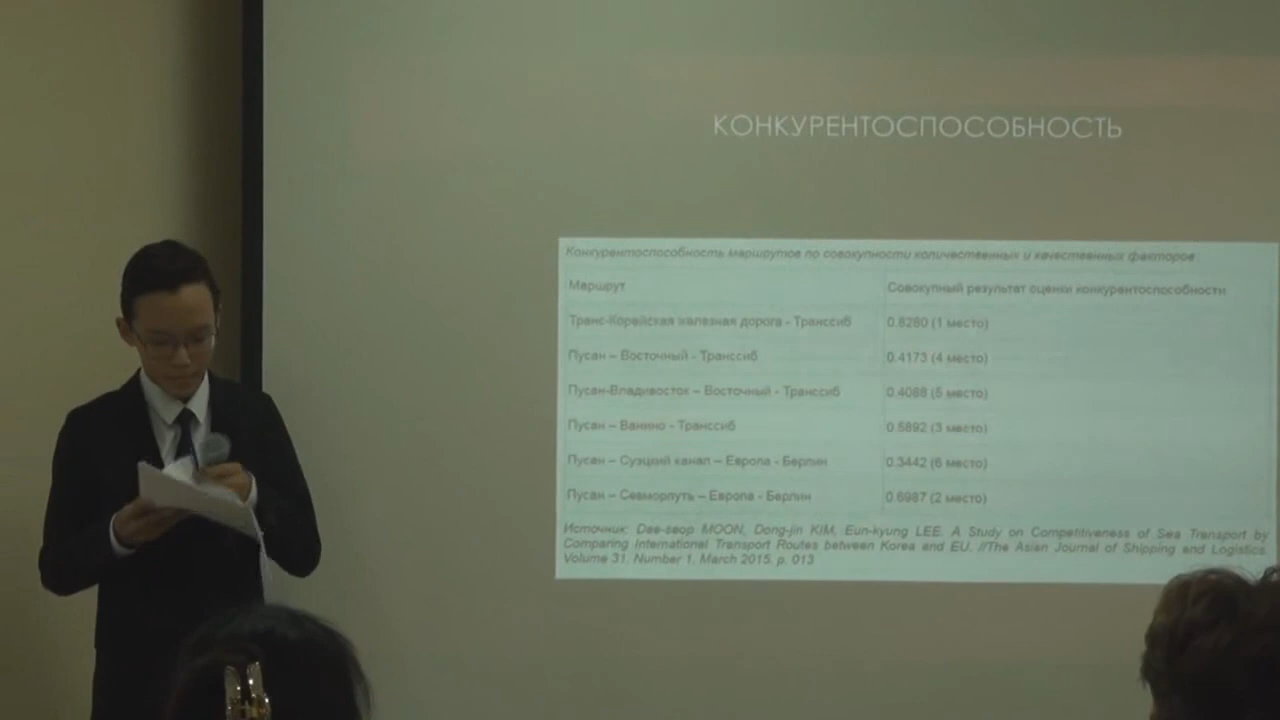 КОНКУРЕНТОСПОСОБНОСТЬ
Конкурентоспособность маршрутов по совокупности количественных и качественных факторов
Маршрут Совокупный результат оценки конкурентоспособности
Транс-Корейская железная дорога - Транссиб 0.8280 (1 место)
Пусан – Восточный - Транссиб 0.4173 (4 место)
Пусан-Владивосток – Восточный - Транссиб 0.4088 (5 место)
Пусан – Ванино - Транссиб 0.5892 (3 место)
Пусан – Суэцкий канал – Европа - Берлин 0.3442 (6 место)
Пусан – Севморпуть – Европа - Берлин 0.6987 (2 место)
Источник: Dae-seop MOON, Dong-jin KIM, Eun-kyung LEE. A Study on Competitiveness of Sea Transport by
Comparing International Transport Routes between Korea and EU. //The Asian Journal of Shipping and Logistics.
Volume 31. Number 1. March 2015. p. 013